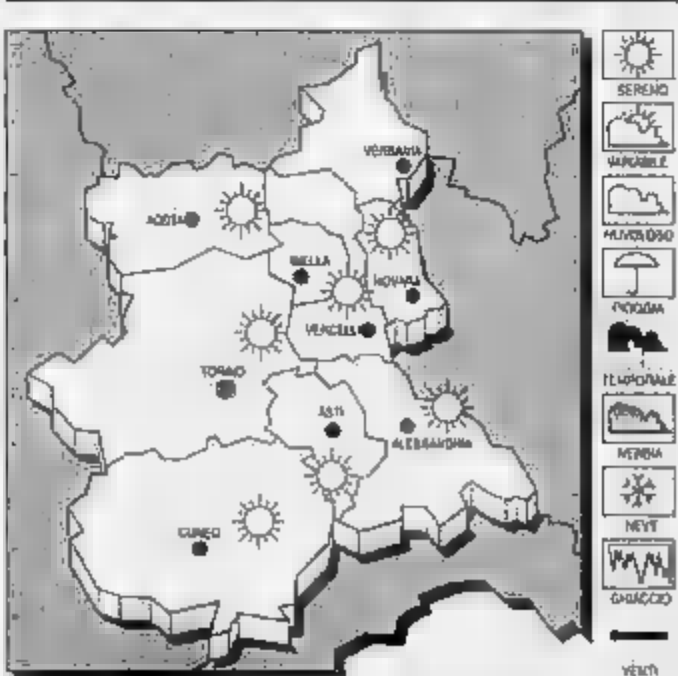 SERENO
VERBANIA
VARIABILE
AOSTA
NUVOLOSO
BIELLA
NOVARA
PIOGGIA
VERCELLI
TORINO
TEMPORALE
ASTI
ALESSANDRIA
NEBBIA
NEVE
CUNEO
GHIACCIO
VENTI